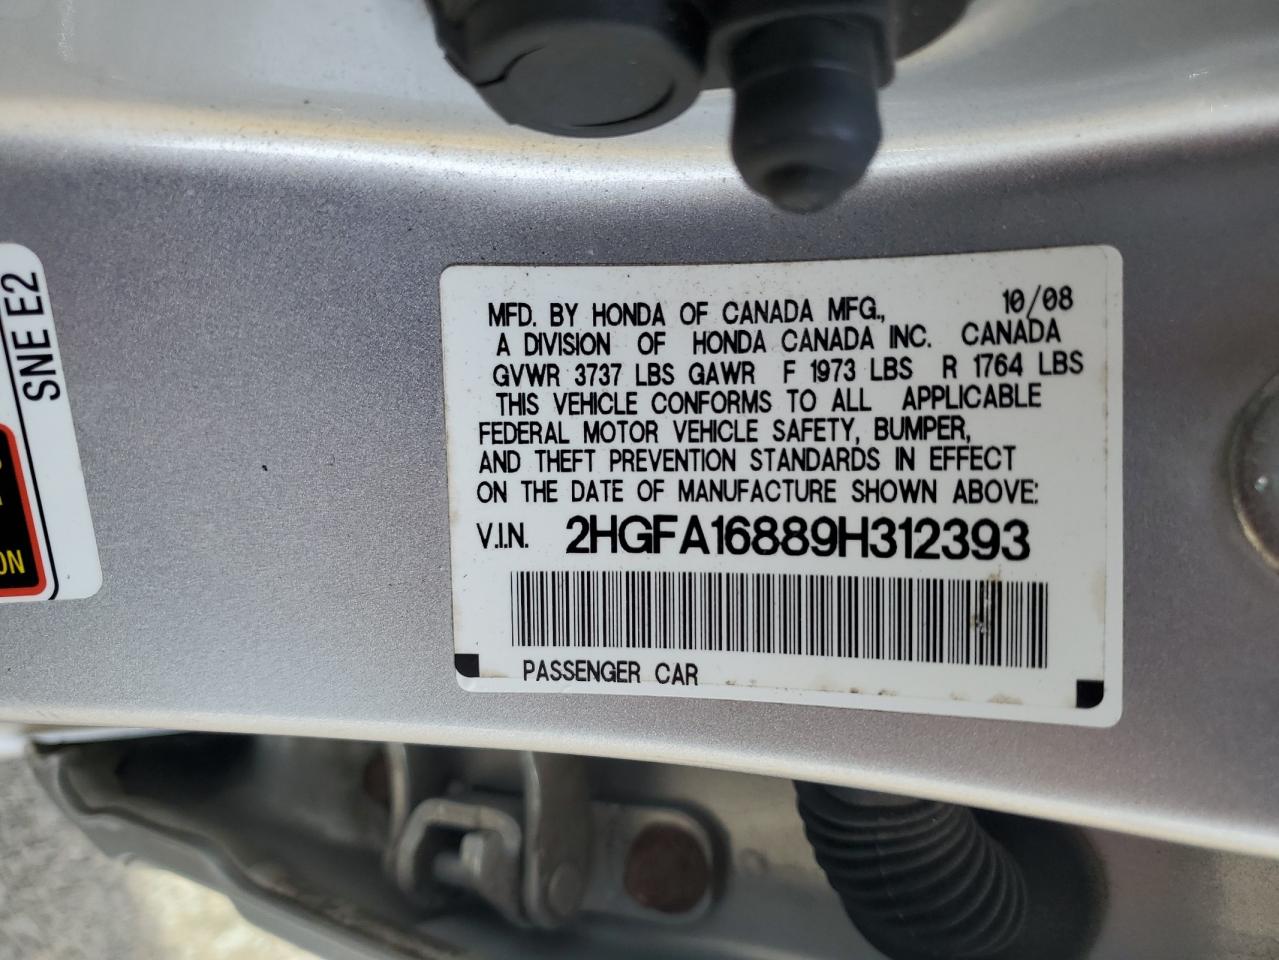 SNE E2
ON
MFD. BY HONDA OF CANADA MFG., 10/08
A DIVISION OF HONDA CANADA INC. CANADA
GVWR 3737 LBS GAWR F 1973 LBS R 1764 LBS
THIS VEHICLE CONFORMS TO ALL APPLICABLE
FEDERAL MOTOR VEHICLE SAFETY, BUMPER,
AND THEFT PREVENTION STANDARDS IN EFFECT
ON THE DATE OF MANUFACTURE SHOWN ABOVE:
V.I.N. 2HGFA16889H312393
PASSENGER CAR